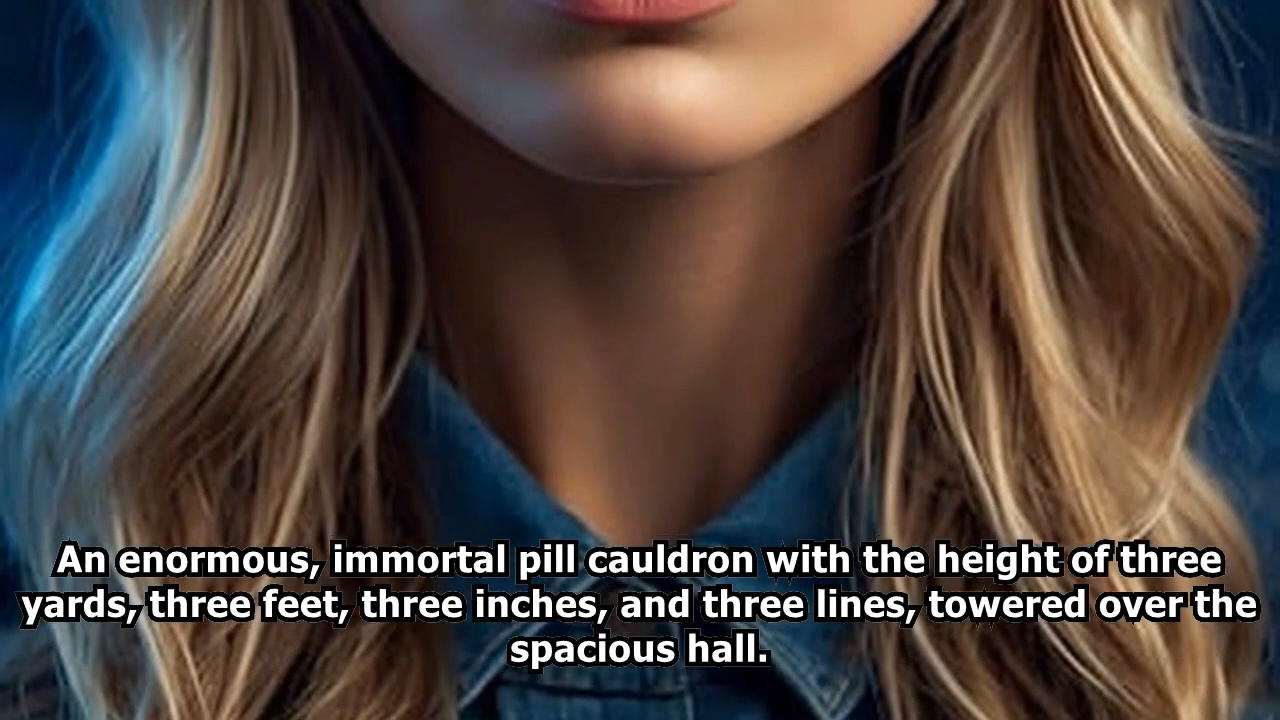 An enormous, immortal pill cauldron with the height of three
yards, three feet, three inches, and three lines, towered over the
spacious hall.